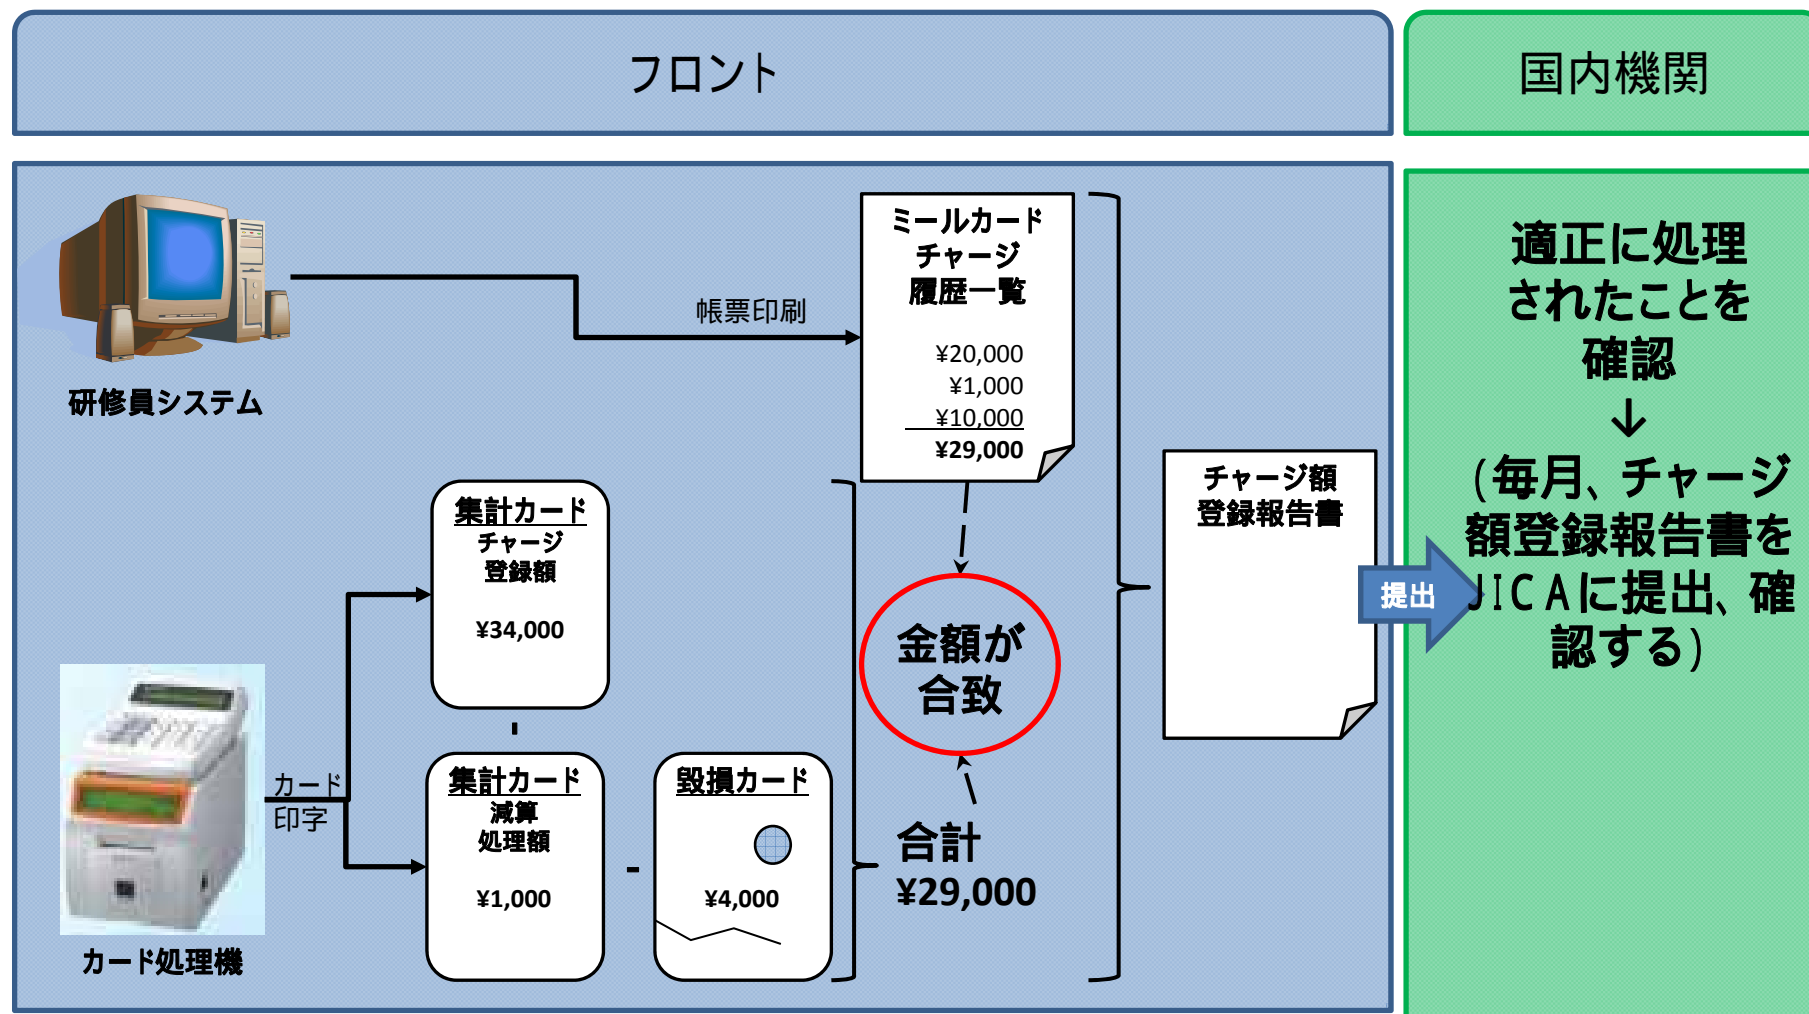 フロント
国内機関
ミールカード
チャージ
履歴一覧
帳票印刷
¥20,000
¥1,000
¥10,000
¥29,000
研修員システム
集計カード
チャージ
登録額
¥34,000
-
集計カード
減算
処理額
¥1,000
-
毀損カード
¥4,000
カード
印字
カード処理機
金額が
合致
合計
¥29,000
チャージ額
登録報告書
提出
適正に処理
されたことを
確認
↓
(毎月、チャージ
額登録報告書を
JICAに提出、確
認する)